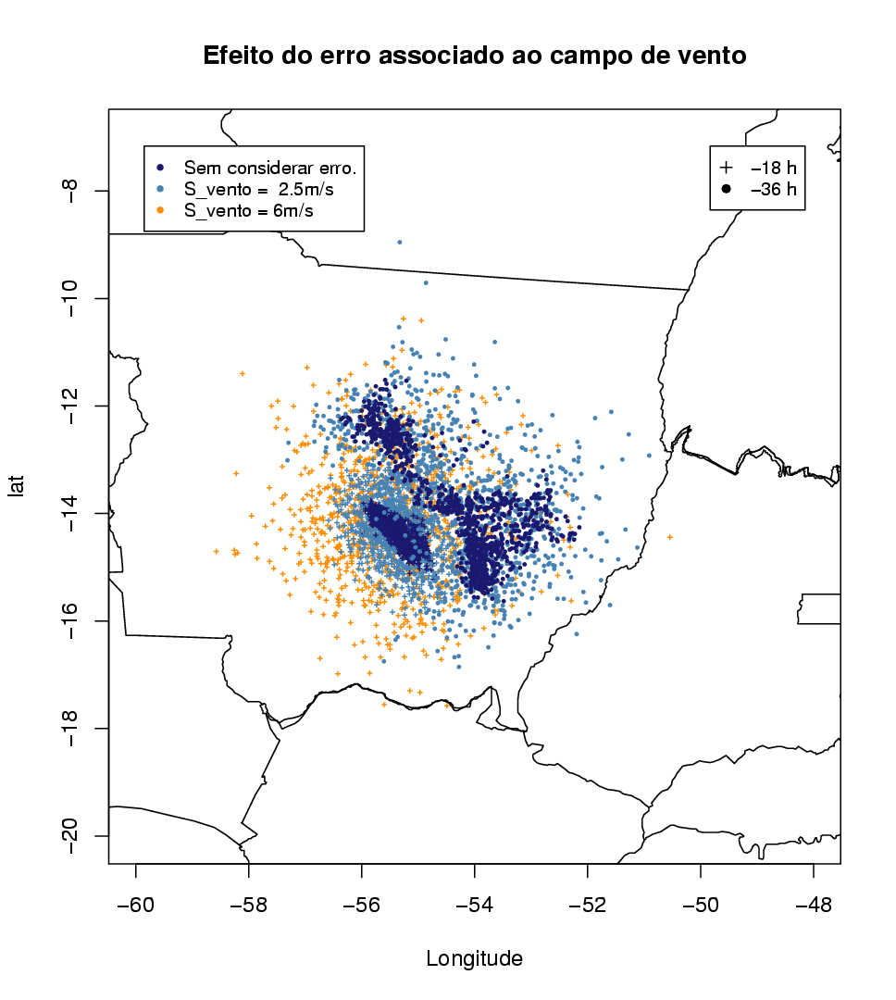 Efeito do erro associado ao campo de vento
Sem considerar erro.
S_vento =  2.5m/s
S_vento = 6m/s
−18 h
−36 h
−8
−10
−12
−14
−16
−18
−20
lat
−60
−58
−56
−54
−52
−50
−48
Longitude